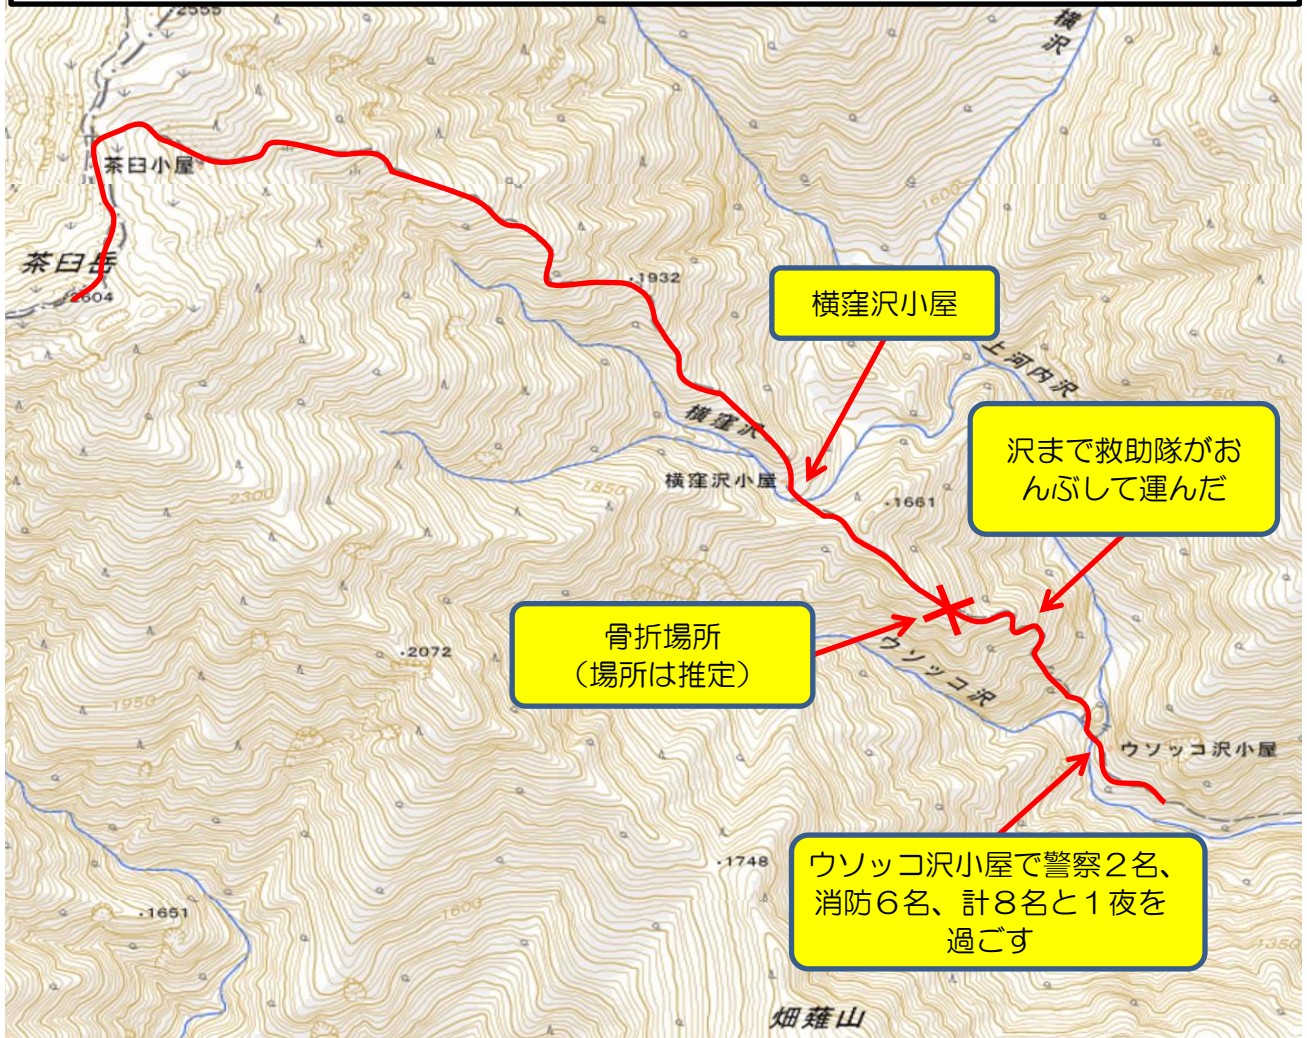 2555
横沢
1950
2000
茶臼小屋
1600
2250
茶臼岳
2604
1932
横窪沢小屋
上河内沢
1750
横窪沢
沢まで救助隊がお
んぶして運んだ
横窪沢小屋
1850
2300
1661
骨折場所
（場所は推定）
ウソッコ沢
2072
1950
ウソッコ沢小屋
1748
ウソッコ沢小屋で警察２名、
消防６名、計８名と１夜を
過ごす
1651
1600
1350
畑薙山